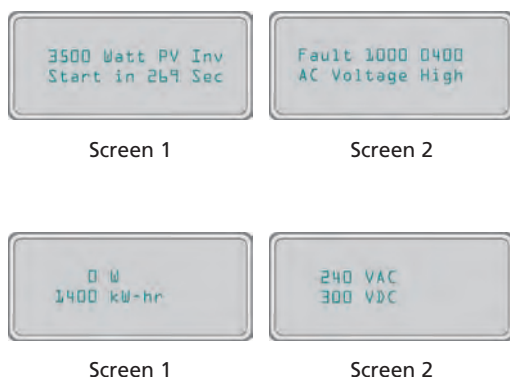 3500 Watt PV Inv
Start in 269 Sec
Screen 1
Fault 1000 0400
AC Voltage High
Screen 2
0 W
1400 kW-hr
Screen 1
240 VAC
300 VDC
Screen 2